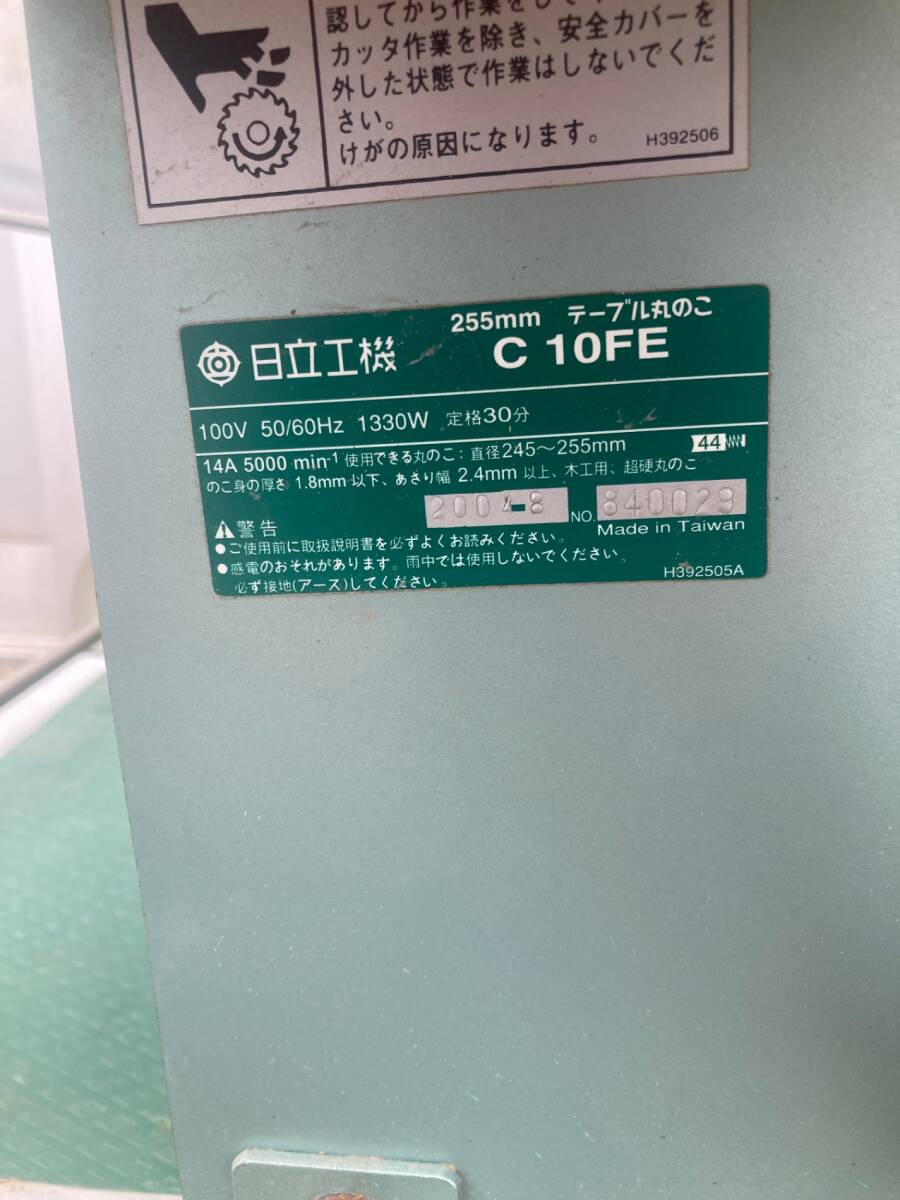 認してから作業をして
カッタ作業を除き、安全カバーを
外した状態で作業はしないでくだ
さい。
けがの原因になります。
H392506
255mm テーブル丸のこ
日立工機 C 10FE
100V 50/60Hz 1330W 定格30分
14A 5000 min-1 使用できる丸のこ：直径245～255mm 44
のこ身の厚さ 1.8mm 以下、あさり幅 2.4mm 以上、木工用、超硬丸のこ
2004-8 NO. 840029
警告 Made in Taiwan
●ご使用前に取扱説明書を必ずよくお読みください。
●感電のおそれがあります。雨中では使用しないでください。
必ず接地(アース)してください。
H392505A